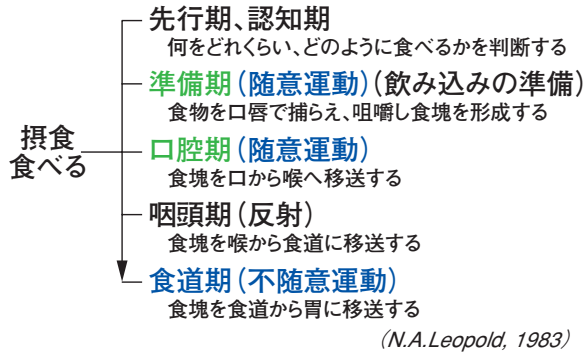 先行期、認知期
何をどれくらい、どのように食べるかを判断する
準備期（随意運動）（飲み込みの準備）
食物を口唇で捕らえ、咀嚼し食塊を形成する
摂食
食べる
口腔期（随意運動）
食塊を口から喉へ移送する
咽頭期（反射）
食塊を喉から食道に移送する
食道期（不随意運動）
食塊を食道から胃に移送する
（N.A.Leopold, 1983）